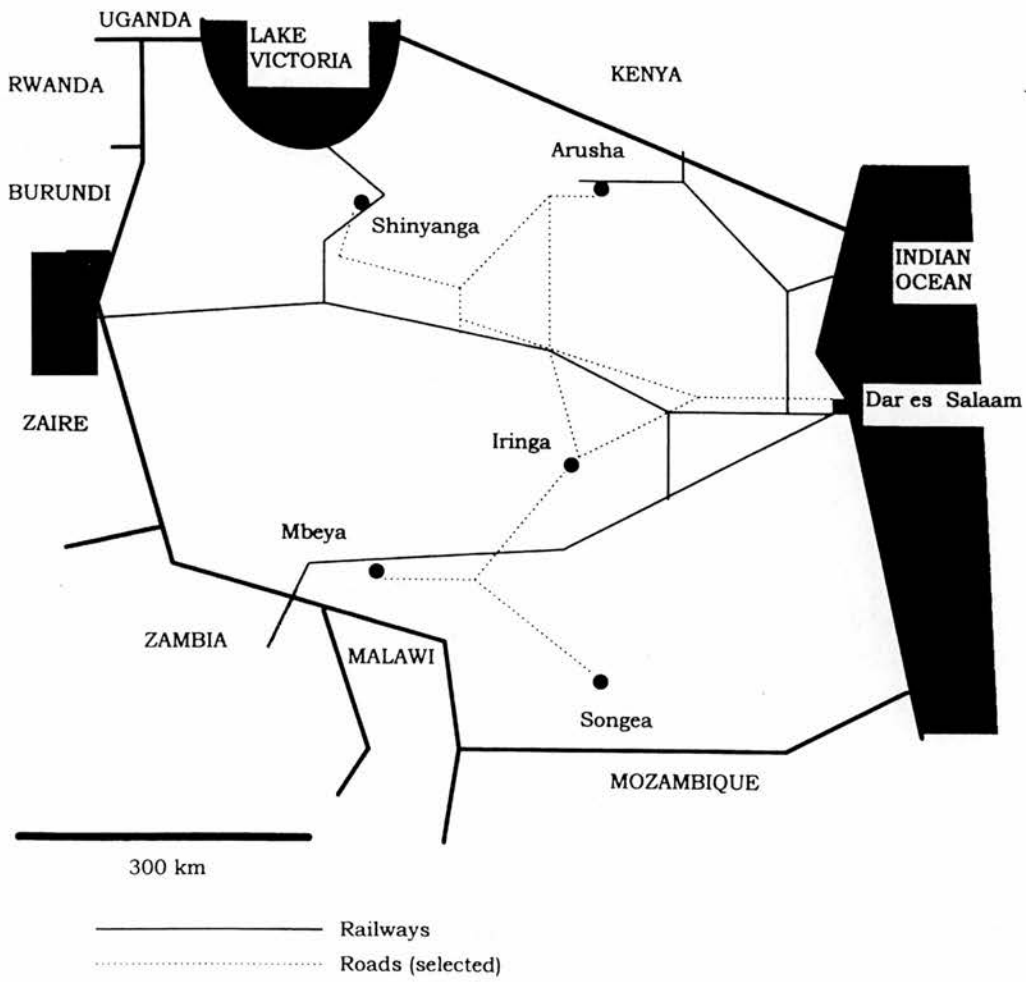 UGANDA
LAKE
VICTORIA
RWANDA
KENYA
Arusha
BURUNDI
Shinyanga
INDIAN
OCEAN
Dar es Salaam
ZAIRE
Iringa
Mbeya
ZAMBIA
MALAWI
Songea
MOZAMBIQUE
300 km
Railways
Roads (selected)